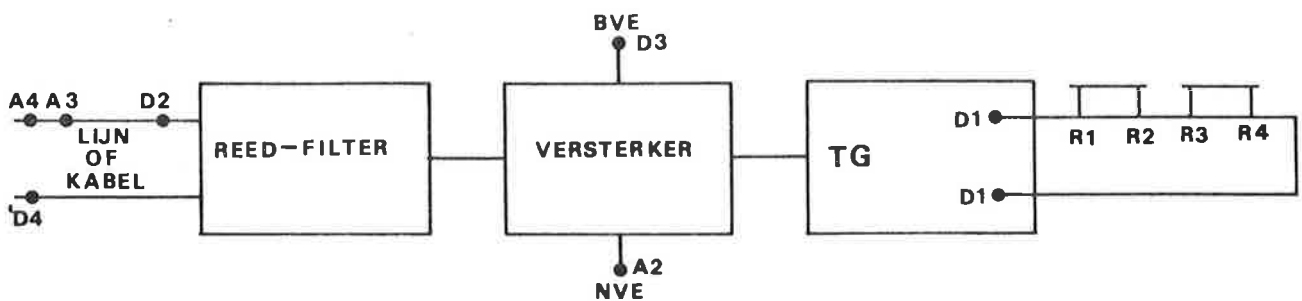 BVE
D3
A4 A3 D2
LIJN
OF
KABEL
'D4
REED-FILTER
VERSTERKER
A2
NVE
TG
D1
D1
R1 R2 R3 R4